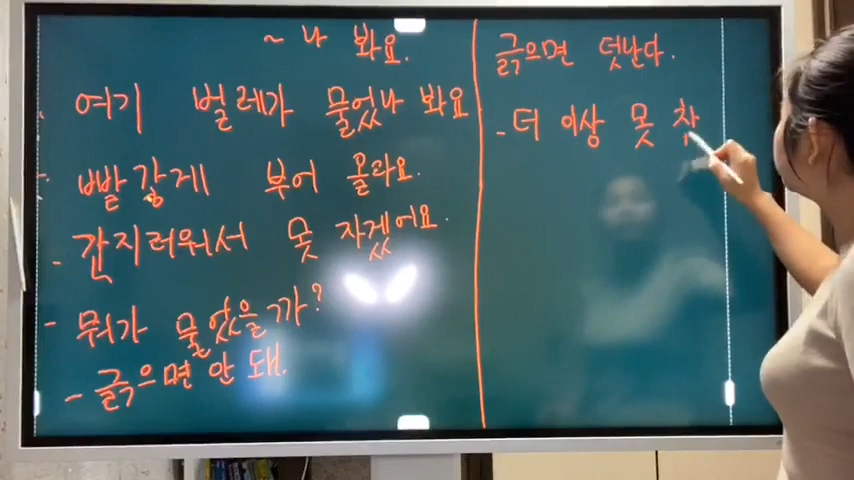 ~ 나 봐요.
여기 벌레가 물었나 봐요.
- 빨갛게 부어 올라요.
- 간지러워서 못 자겠어요.
- 뭐가 물었을까?
- 긁으면 안 돼.
긁으면 덧난다.
- 더 이상 못 차